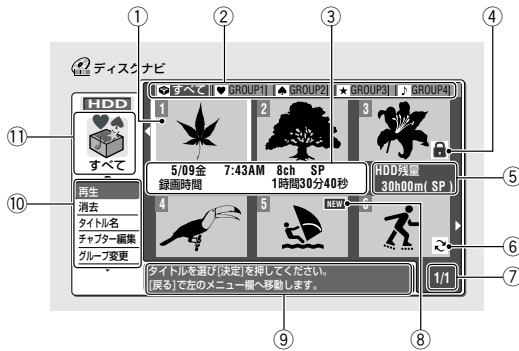 ① ② ③ ④
ディスクナビ
すべて ♥ GROUP1] ♠ GROUP2] ★ GROUP3] ♪ GROUP4]
HDD
1 2 3
⑪
すべて
5/09金 7:43AM 8ch SP
録画時間 1時間30分40秒
HDD残量
30h00m( SP )
⑤
⑩
再生
消去
タイトル名
チャプター編集
グループ変更
4 5 NEW 6
⑥
タイトルを選び[決定]を押してください。
[戻る]で左のメニュー欄へ移動します。
1/1
⑦
⑨ ⑧